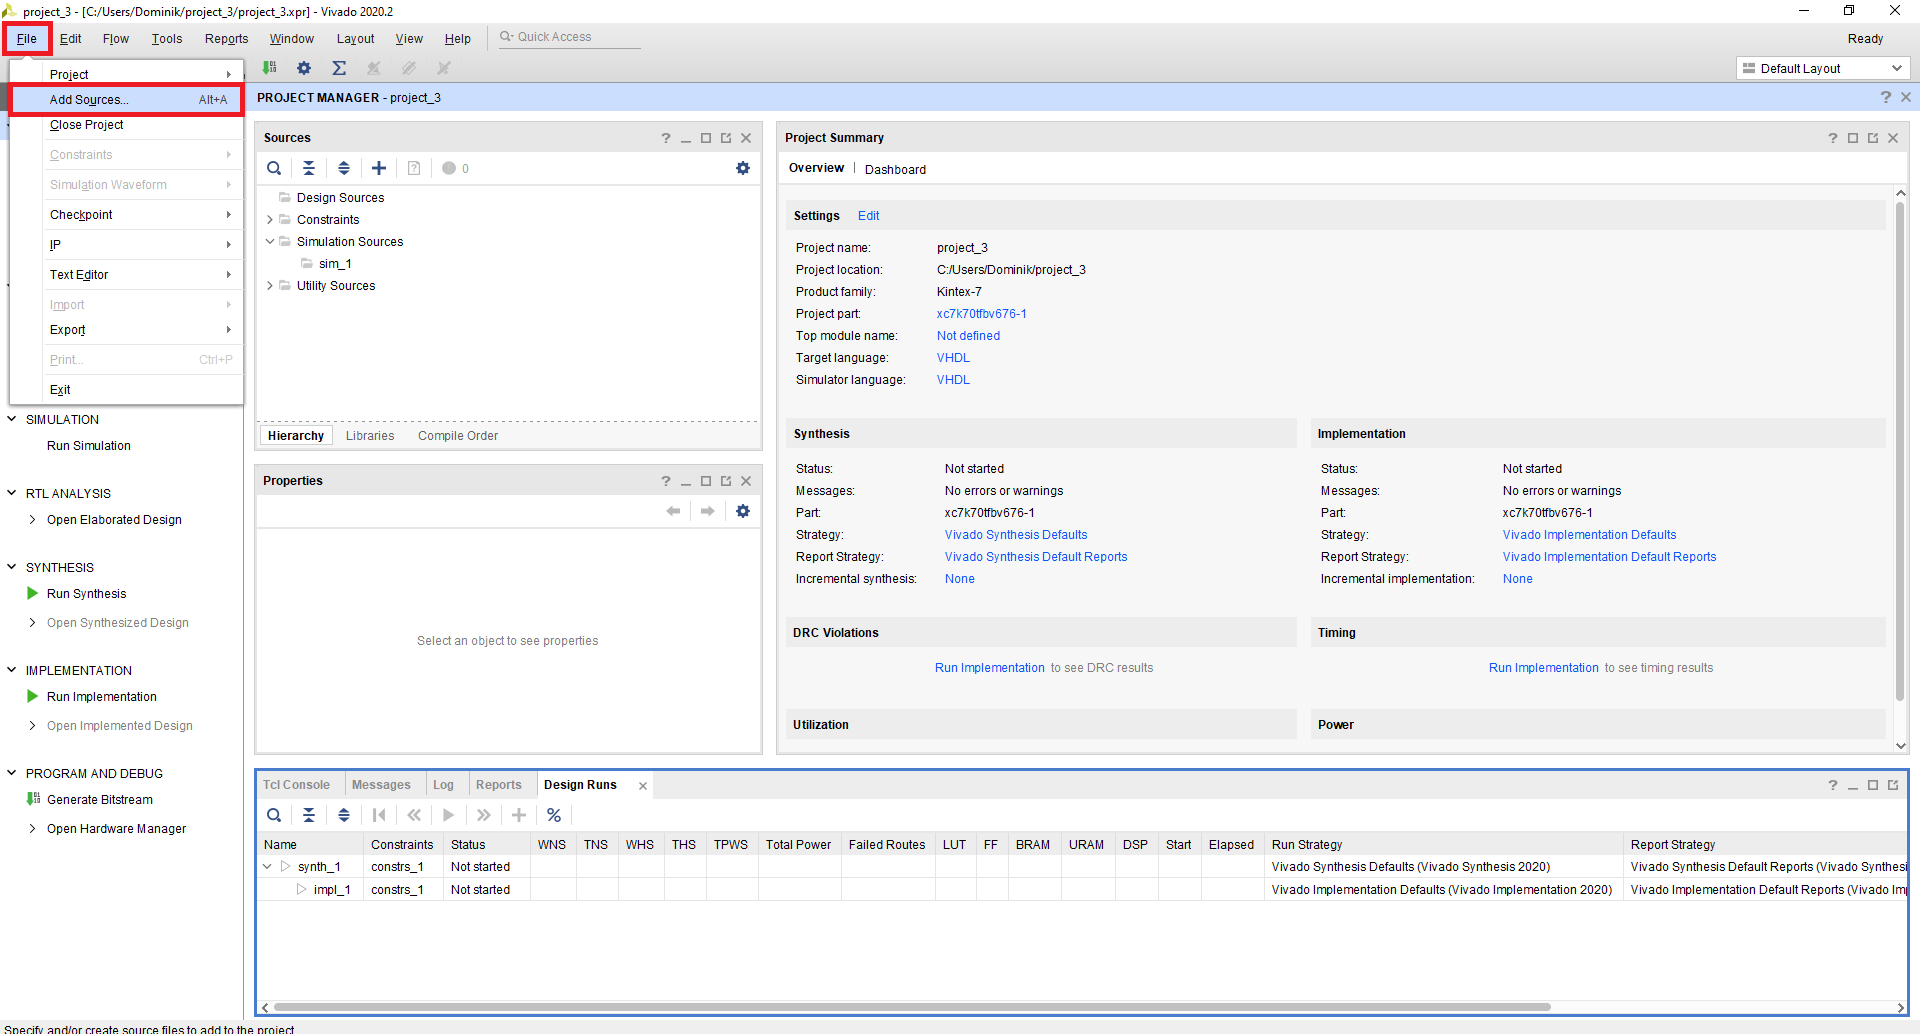 project_3 - [C:/Users/Dominik/project_3/project_3.xpr] - Vivado 2020.2
File Edit Flow Tools Reports Window Layout View Help Quick Access Ready
Default Layout
Project
Add Sources... Alt+A
Close Project
Constraints
Simulation Waveform
Checkpoint
IP
Text Editor
Import
Export
Print... Ctrl+P
Exit
SIMULATION
Run Simulation
RTL ANALYSIS
Open Elaborated Design
SYNTHESIS
Run Synthesis
Open Synthesized Design
IMPLEMENTATION
Run Implementation
Open Implemented Design
PROGRAM AND DEBUG
Generate Bitstream
Open Hardware Manager
PROJECT MANAGER - project_3
Sources
0
Design Sources
Constraints
Simulation Sources
sim_1
Utility Sources
Hierarchy Libraries Compile Order
Properties
Select an object to see properties
Project Summary
Overview | Dashboard
Settings Edit
Project name: project_3
Project location: C:/Users/Dominik/project_3
Product family: Kintex-7
Project part: xc7k70tfbv676-1
Top module name: Not defined
Target language: VHDL
Simulator language: VHDL
Synthesis
Status: Not started
Messages: No errors or warnings
Part: xc7k70tfbv676-1
Strategy: Vivado Synthesis Defaults
Report Strategy: Vivado Synthesis Default Reports
Incremental synthesis: None
Implementation
Status: Not started
Messages: No errors or warnings
Part: xc7k70tfbv676-1
Strategy: Vivado Implementation Defaults
Report Strategy: Vivado Implementation Default Reports
Incremental implementation: None
DRC Violations
Run Implementation to see DRC results
Timing
Run Implementation to see timing results
Utilization
Power
Tcl Console Messages Log Reports Design Runs
Name Constraints Status WNS TNS WHS THS TPWS Total Power Failed Routes LUT FF BRAM URAM DSP Start Elapsed Run Strategy Report Strategy
synth_1 constrs_1 Not started Vivado Synthesis Defaults (Vivado Synthesis 2020) Vivado Synthesis Default Reports (Vivado Synthesi
impl_1 constrs_1 Not started Vivado Implementation Defaults (Vivado Implementation 2020) Vivado Implementation Default Reports (Vivado Im
Specify and/or create source files to add to the project